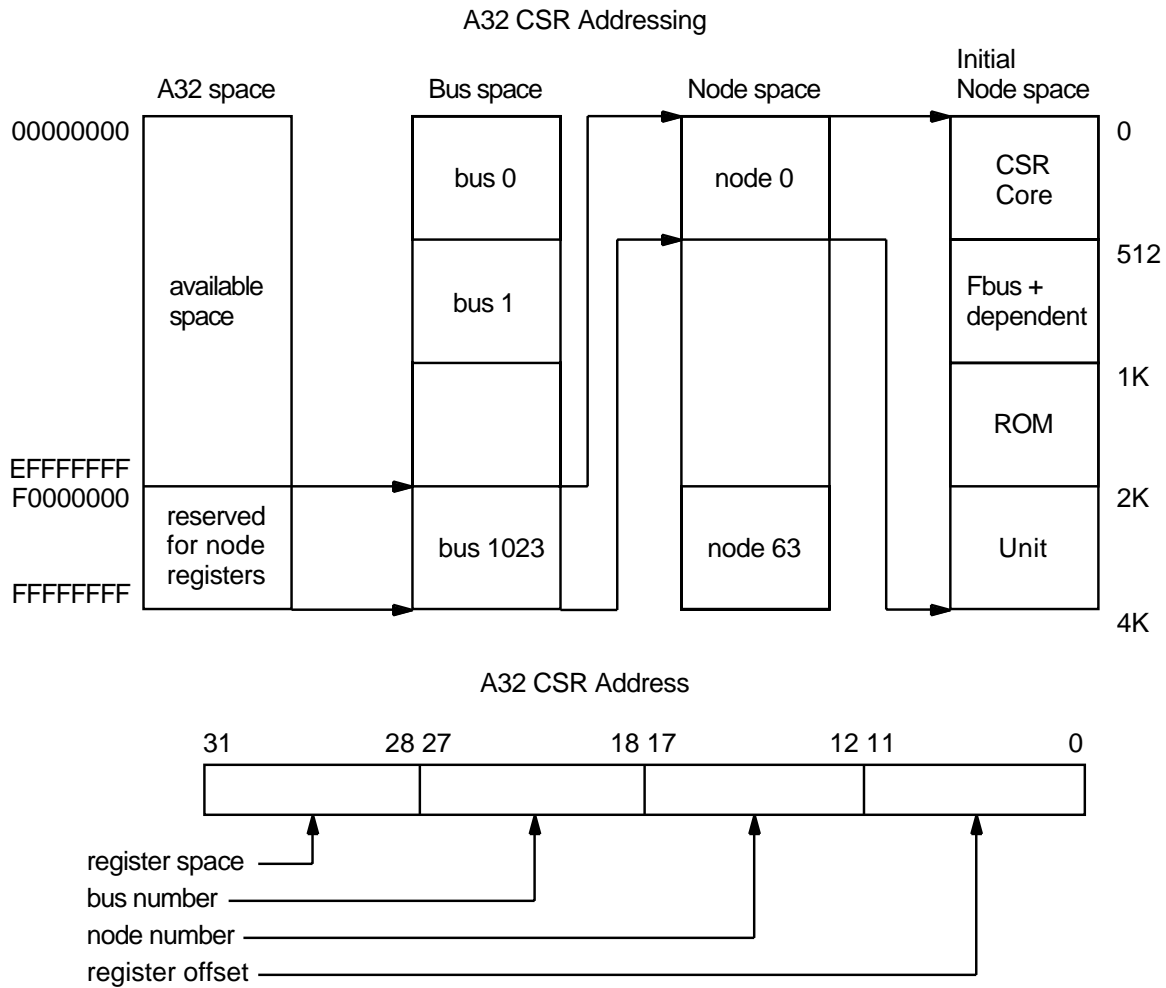 A32 CSR Addressing
A32 space
Bus space
Node space
Initial
Node space
00000000
available
space
EFFFFFFF
F0000000
reserved
for node
registers
FFFFFFFF
bus 0
bus 1
bus 1023
node 0
node 63
CSR
Core
Fbus +
dependent
ROM
Unit
0
512
1K
2K
4K
A32 CSR Address
31 28 27 18 17 12 11 0
register space
bus number
node number
register offset